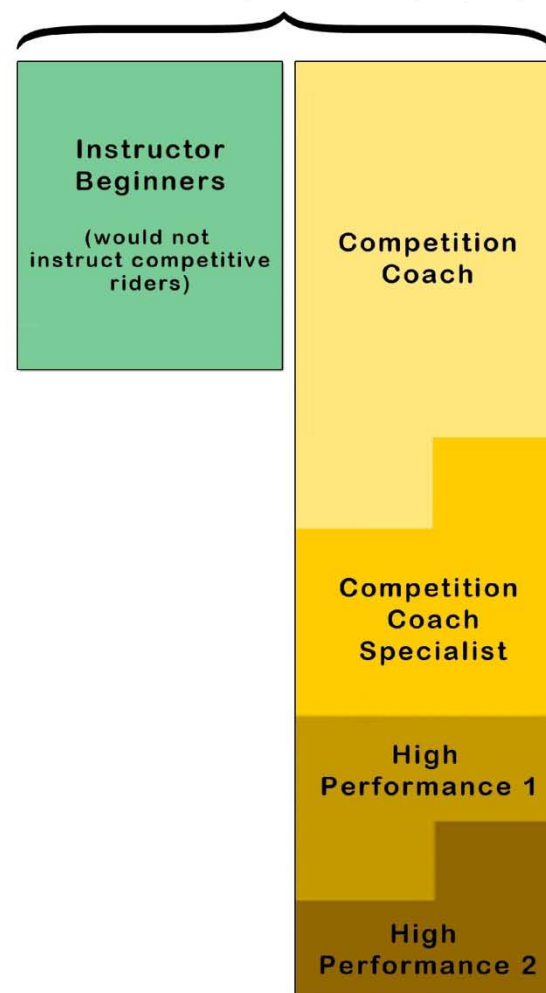 Instructor
Beginners
(would not
instruct competitive
riders)
Competition
Coach
Competition
Coach
Specialist
High
Performance 1
High
Performance 2